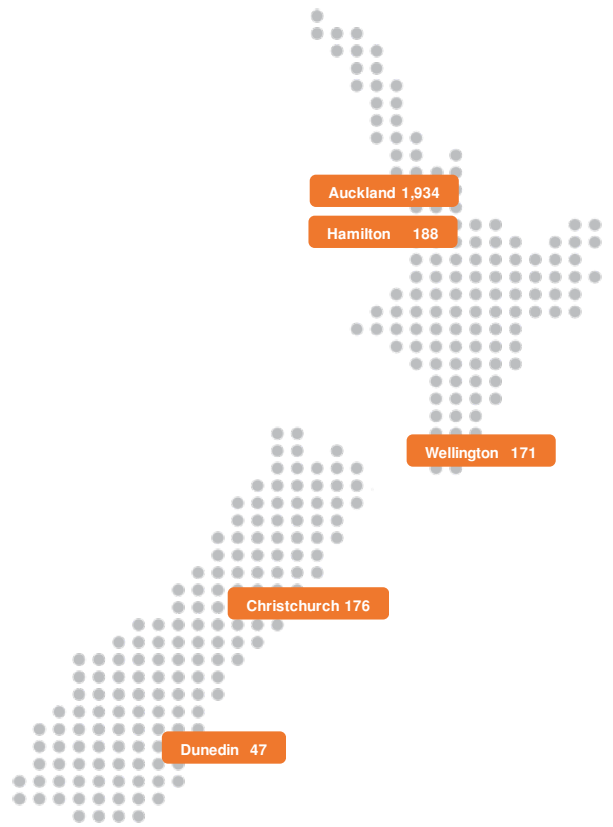 Auckland 1,934
Hamilton 188
Wellington 171
Christchurch 176
Dunedin 47